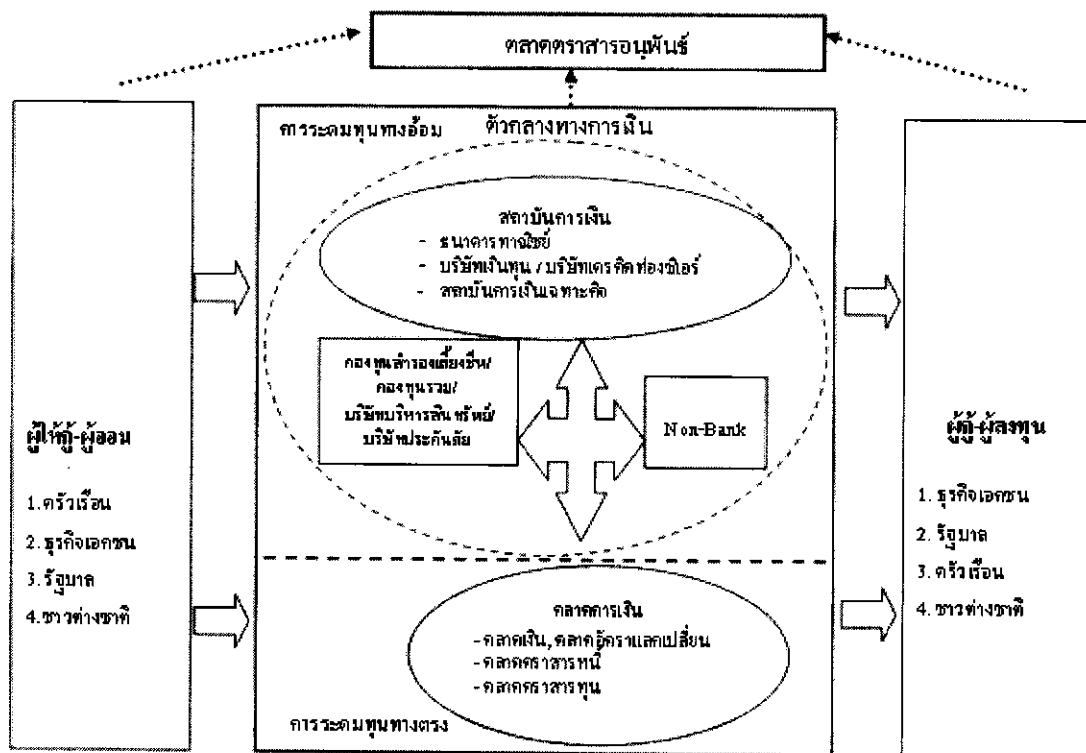 ตลาดตราสารอนุพันธ์
การระดมทุนทางอ้อม
ตัวกลางทางการเงิน
สถาบันการเงิน
- ธนาคารพาณิชย์
- บริษัทเงินทุน / บริษัทเครดิตฟองซิเอร์
- สถาบันการเงินเฉพาะกิจ
กองทุนสำรองเลี้ยงชีพ/
กองทุนรวม/
บริษัทบริหารสินทรัพย์/
บริษัทประกันภัย
Non-Bank
ผู้ให้กู้-ผู้ออม
1.ครัวเรือน
2.ธุรกิจเอกชน
3.รัฐบาล
4.ชาวต่างชาติ
ผู้กู้-ผู้ลงทุน
1. ธุรกิจเอกชน
2. รัฐบาล
3. ครัวเรือน
4. ชาวต่างชาติ
ตลาดการเงิน
-ตลาดเงิน, ตลาดอัตราแลกเปลี่ยน
-ตลาดตราสารหนี้
-ตลาดตราสารทุน
การระดมทุนทางตรง